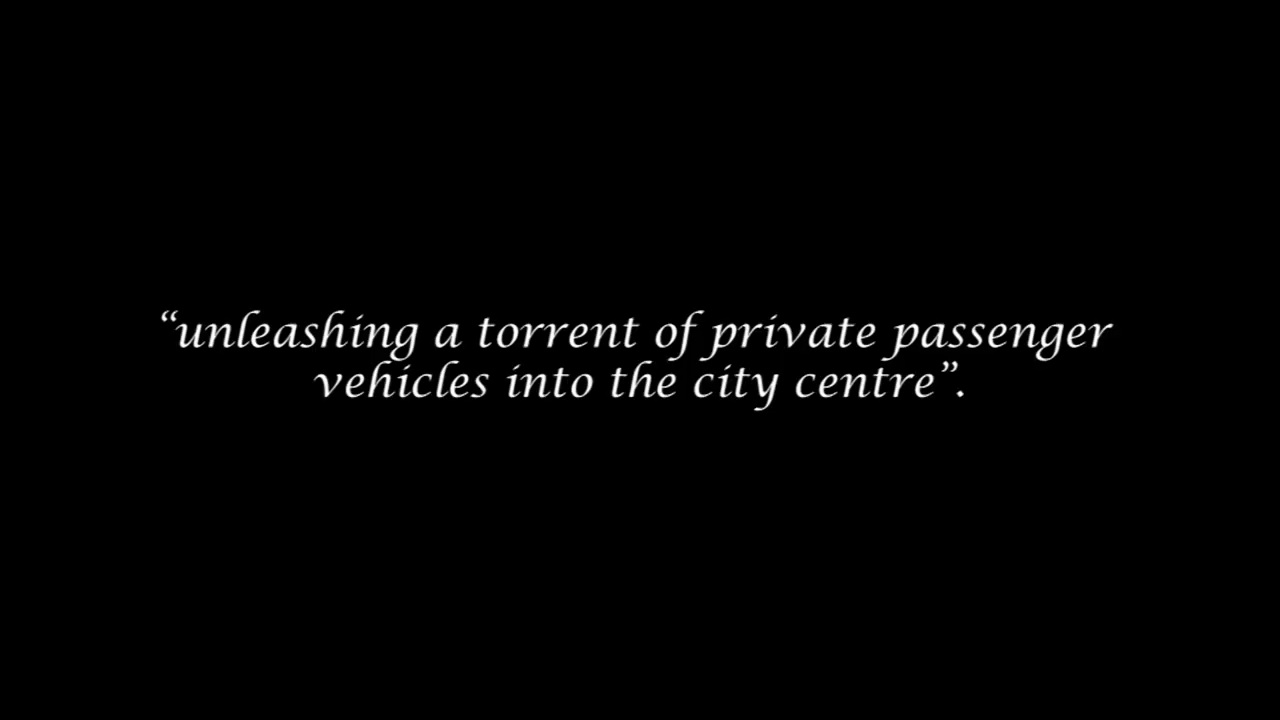 “unleashing a torrent of private passenger
vehicles into the city centre”.